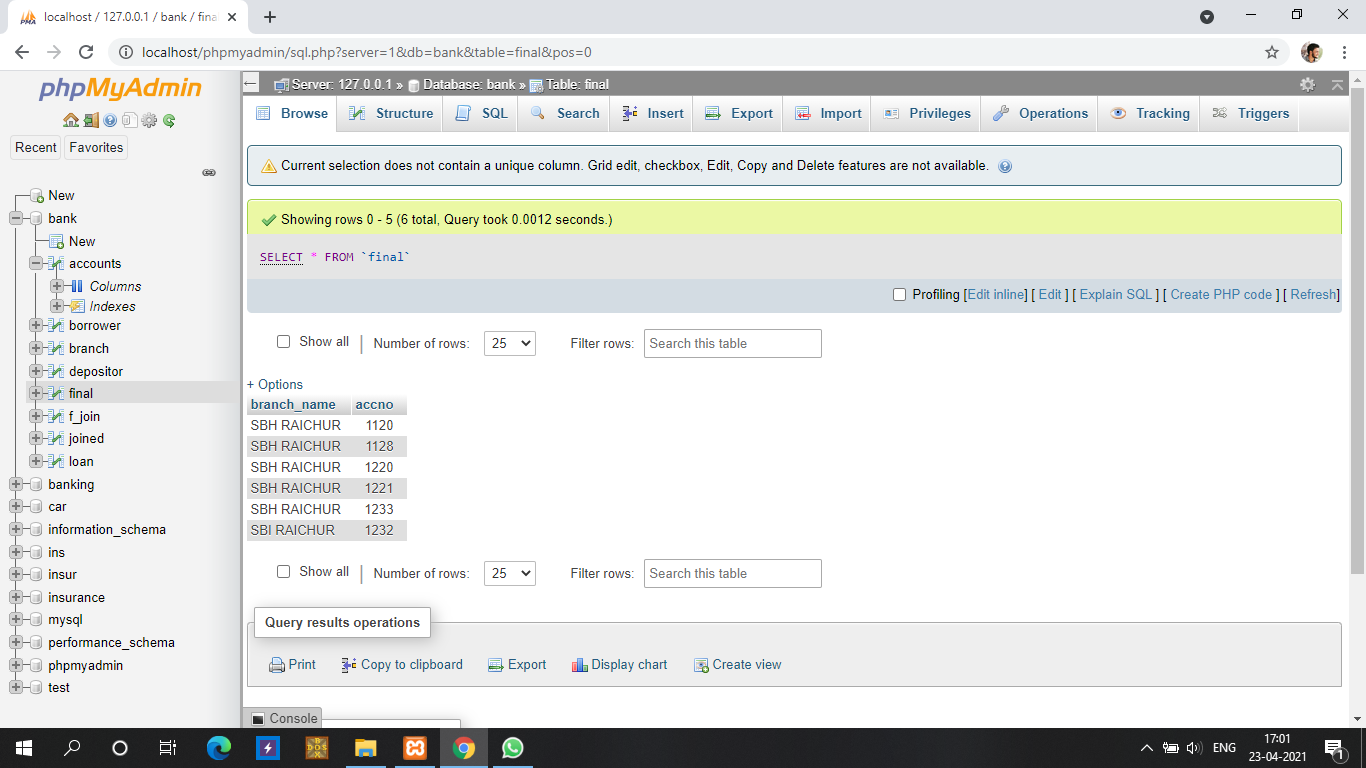 localhost / 127.0.0.1 / bank / fina
localhost/phpmyadmin/sql.php?server=1&db=bank&table=final&pos=0
phpMyAdmin
Recent Favorites
New
bank
New
accounts
Columns
Indexes
borrower
branch
depositor
final
f_join
joined
loan
banking
car
information_schema
ins
insur
insurance
mysql
performance_schema
phpmyadmin
test
Server: 127.0.0.1 » Database: bank » Table: final
Browse Structure SQL Search Insert Export Import Privileges Operations Tracking Triggers
Current selection does not contain a unique column. Grid edit, checkbox, Edit, Copy and Delete features are not available.
Showing rows 0 - 5 (6 total, Query took 0.0012 seconds.)
SELECT * FROM `final`
Profiling [Edit inline] [ Edit ] [ Explain SQL ] [ Create PHP code ] [ Refresh]
Show all | Number of rows: 25 Filter rows: Search this table
+ Options
branch_name accno
SBH RAICHUR 1120
SBH RAICHUR 1128
SBH RAICHUR 1220
SBH RAICHUR 1221
SBH RAICHUR 1233
SBI RAICHUR 1232
Show all | Number of rows: 25 Filter rows: Search this table
Query results operations
Print Copy to clipboard Export Display chart Create view
Console
ENG
17:01
23-04-2021
1